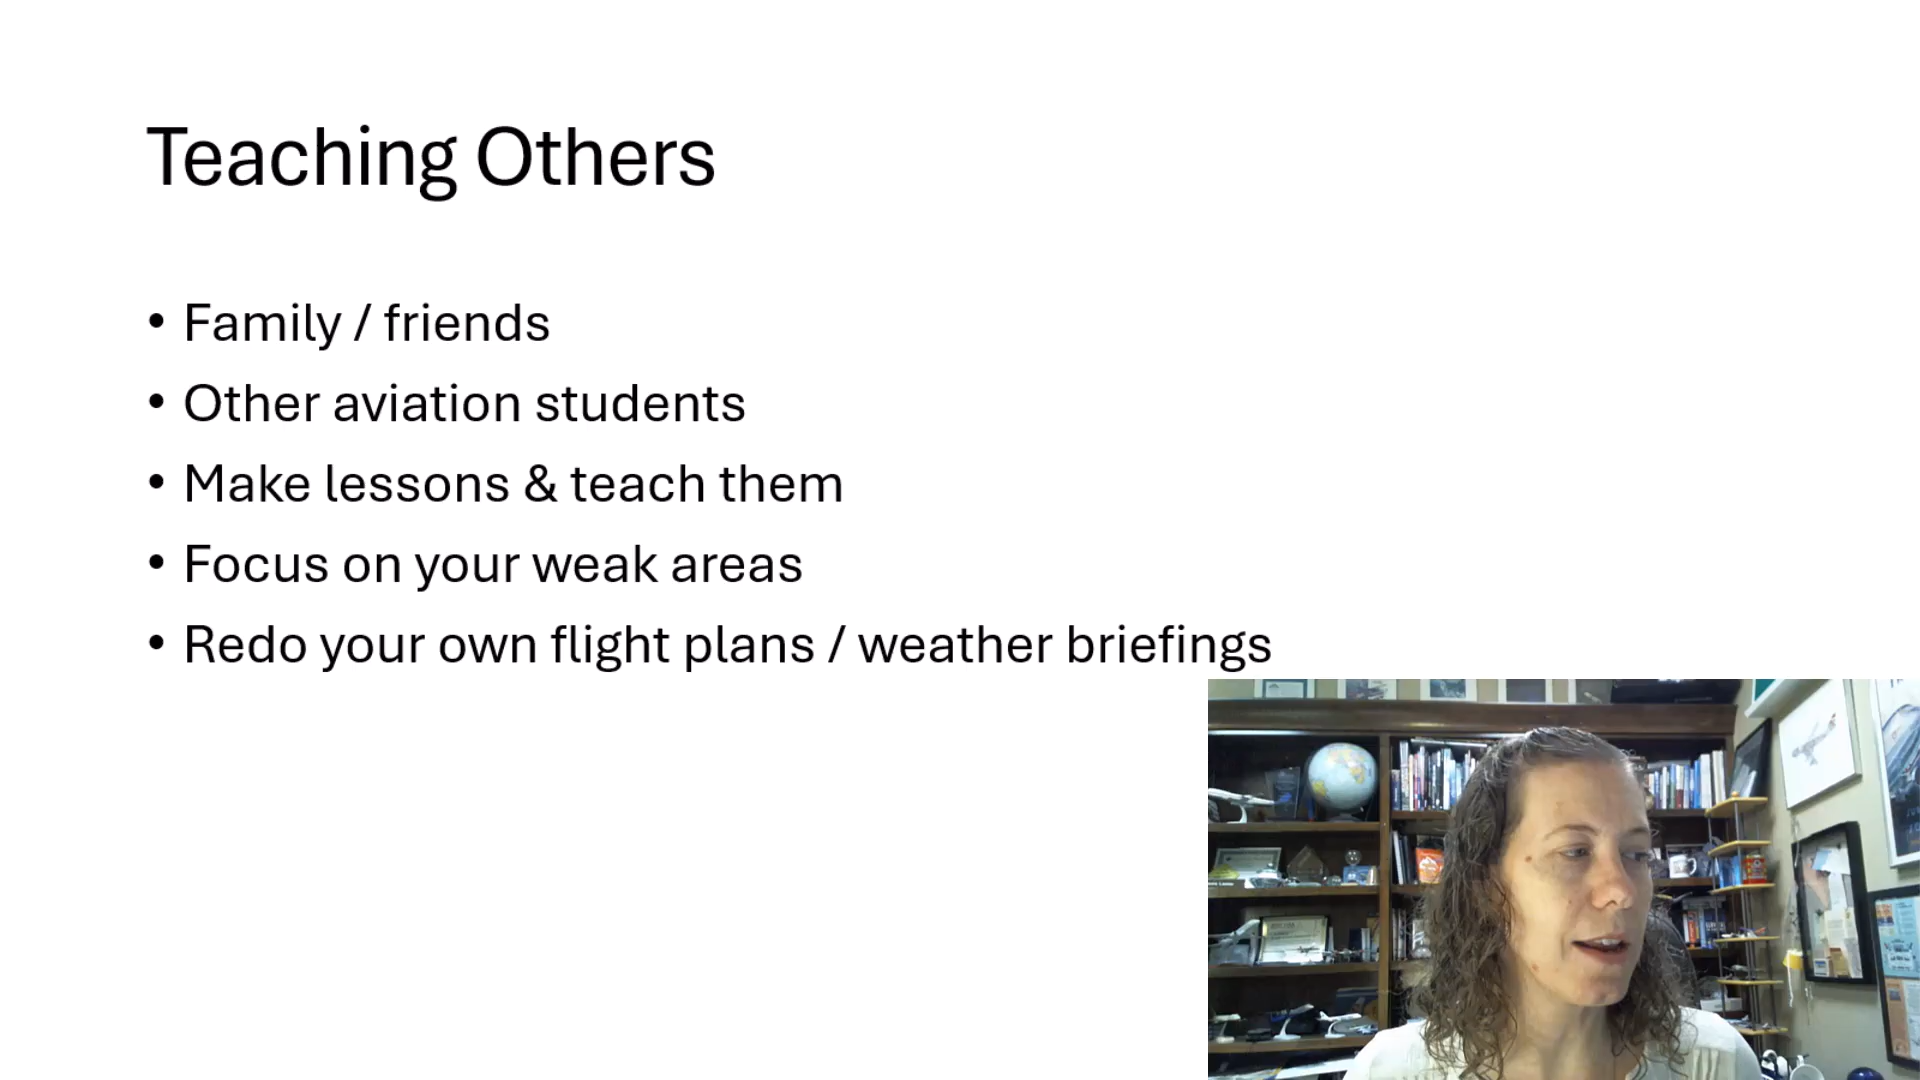 Teaching Others
• Family / friends
• Other aviation students
• Make lessons & teach them
• Focus on your weak areas
• Redo your own flight plans / weather briefings